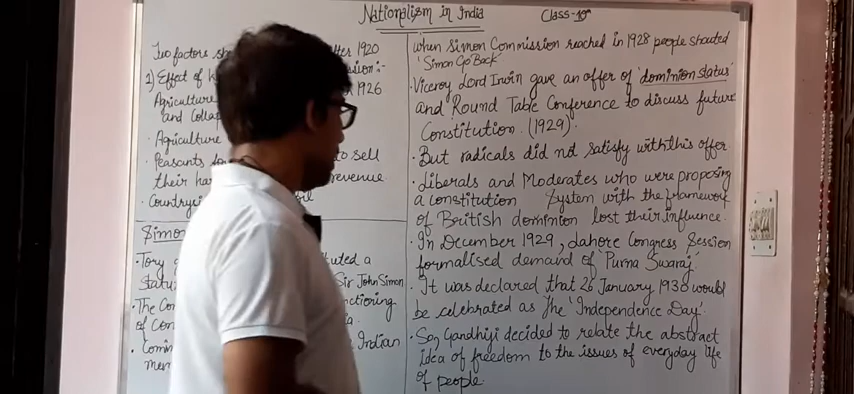 Nationalism in India Class-10th
Two factors after 1920
1) Effect of
1926
Agriculture
and Collap
· Agriculture
· Peasants to sell
their ha revenue
· Countrysi
Simon
· Tory uted a
Statu Sir John Simon
· The Com nctioning
of Con
· Comm Indian
mem
When Simon Commission reached in 1928 people shouted
'Simon Go Back'
· Viceroy Lord Irwin gave an offer of 'dominion status'
and Round Table Conference to discuss future
Constitution. (1929).
· But radicals did not satisfy with this offer.
· Liberals and Moderates who were proposing
a constitution System with the framework
of British dominion lost their influence.
· In December 1929, Lahore Congress Session
formalised demand of 'Purna Swaraj'
· It was declared that 26 January 1930 would
be celebrated as the 'Independence Day'.
· So, Gandhiji decided to relate the abstract
idea of freedom to the issues of everyday life
of people.